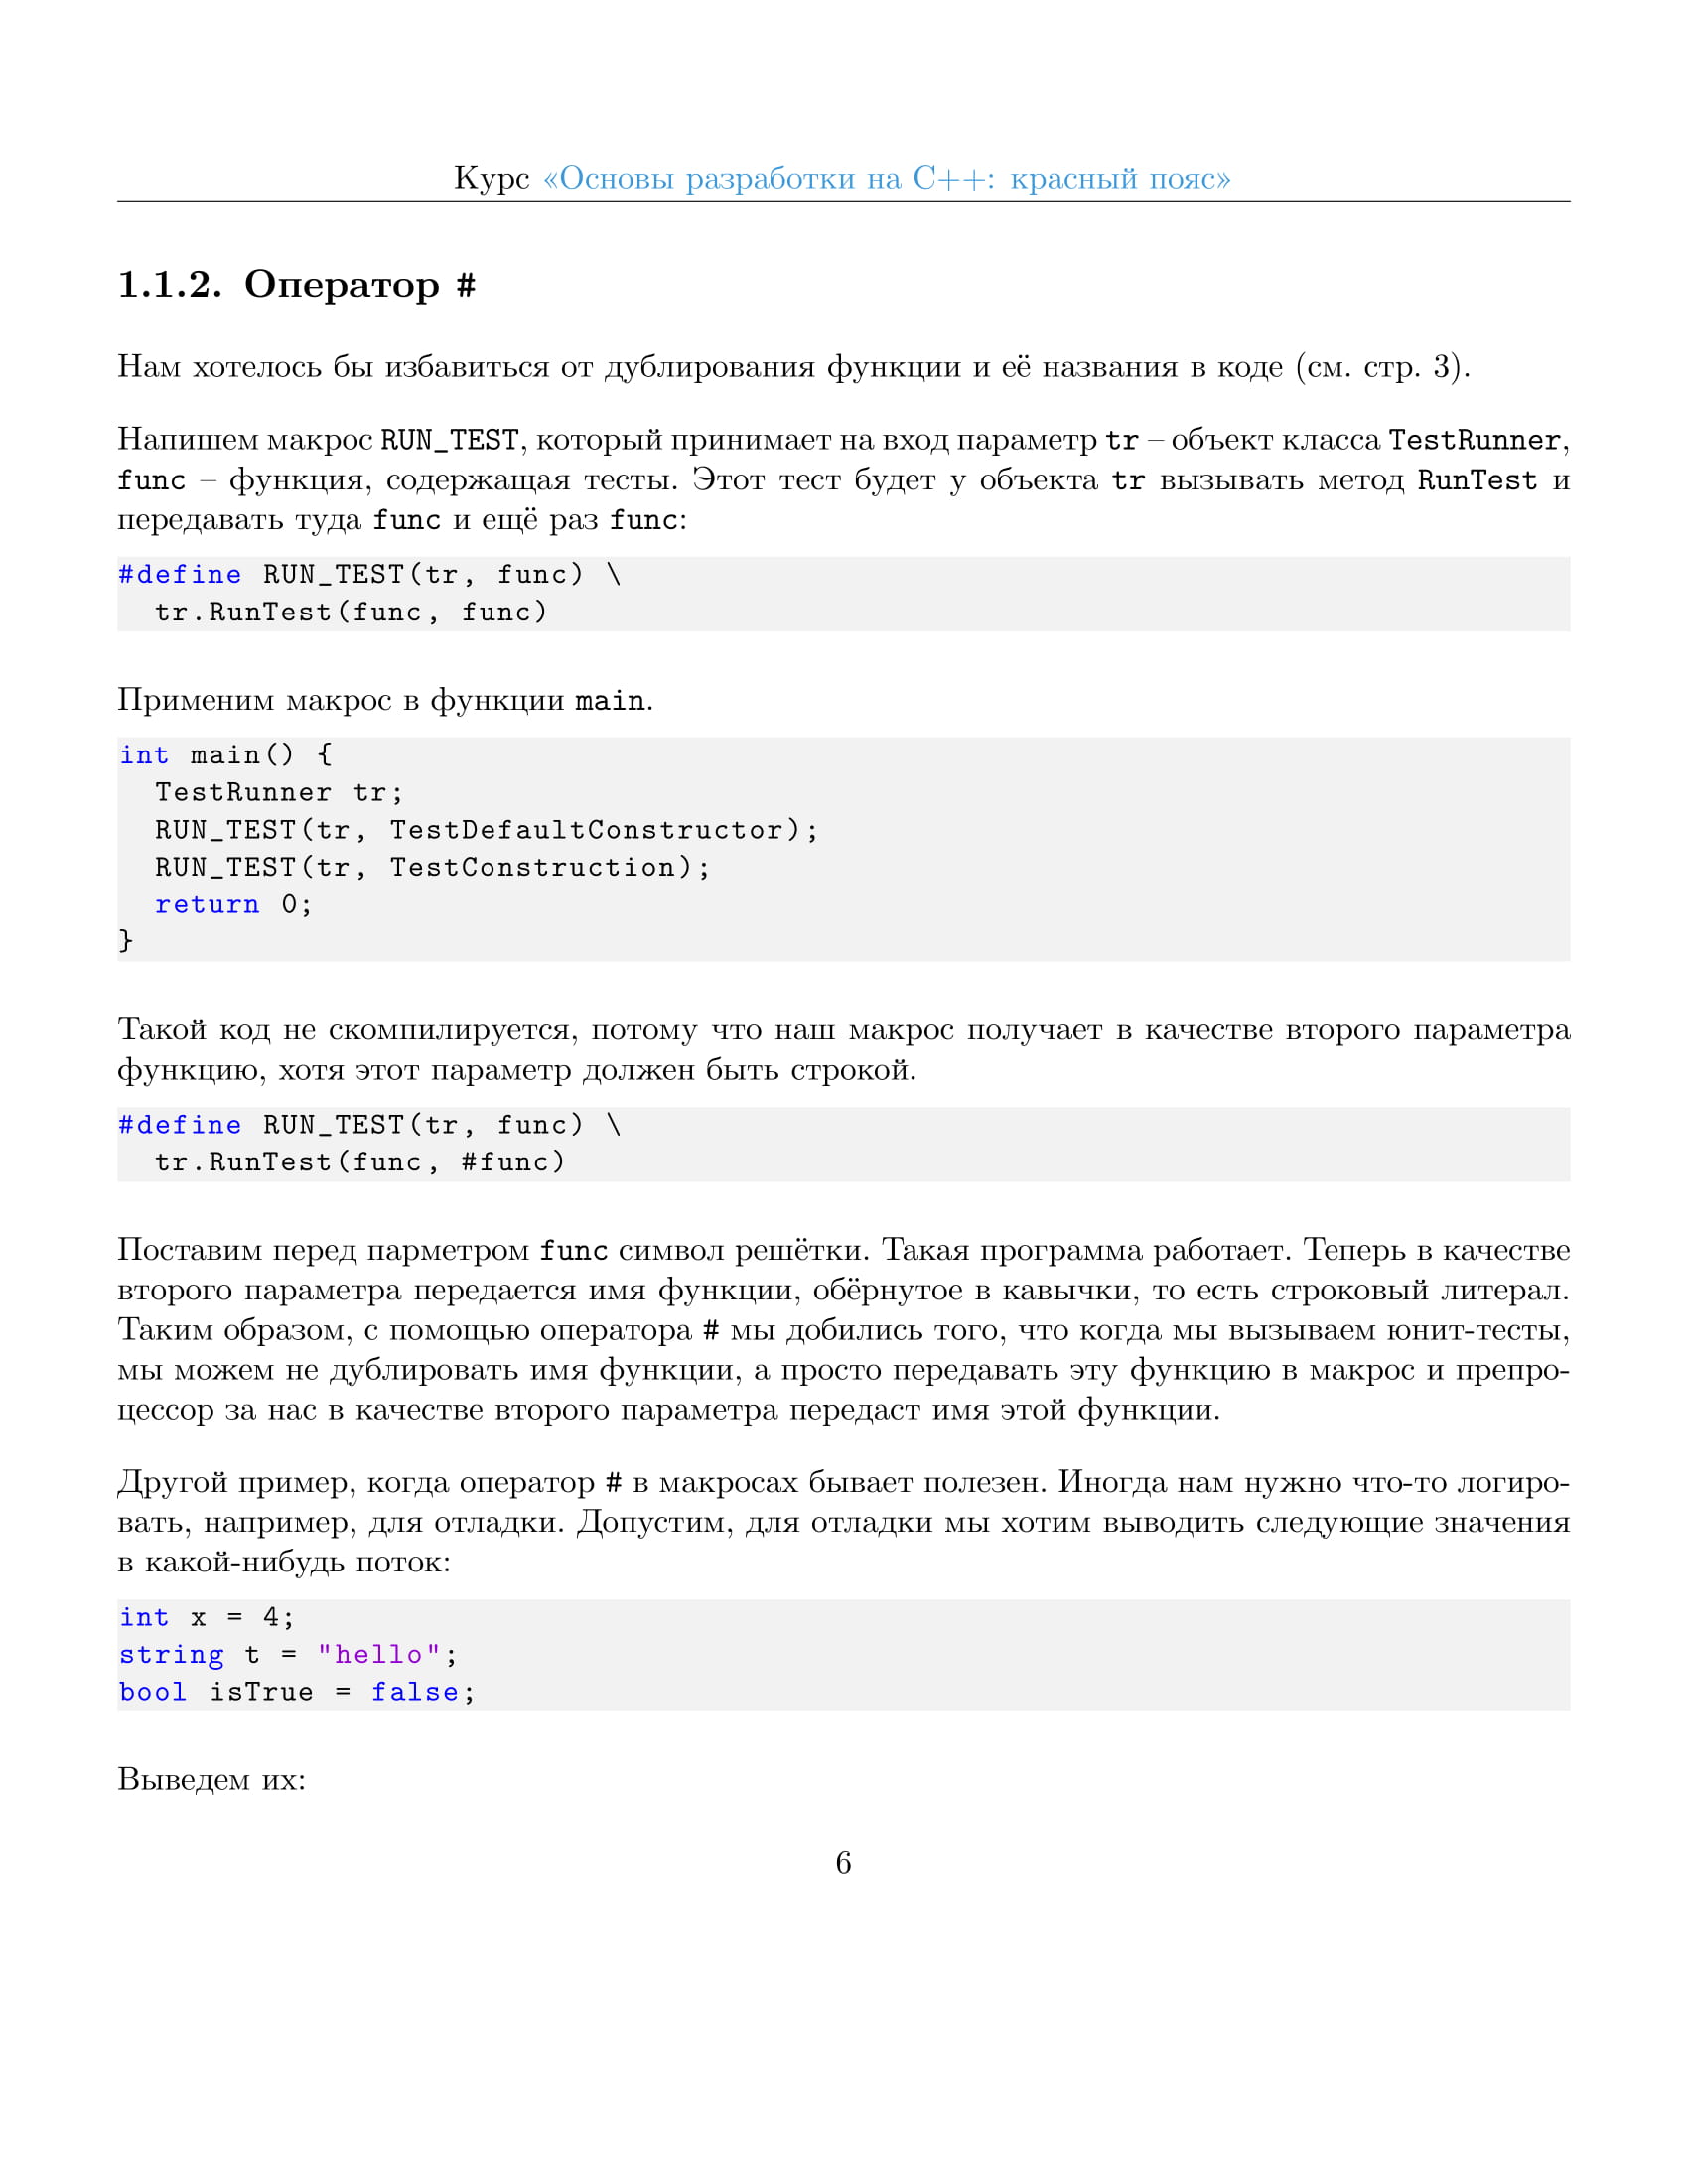 Курс «Основы разработки на C++: красный пояс»
1.1.2. Оператор #
Нам хотелось бы избавиться от дублирования функции и её названия в коде (см. стр. 3).
Напишем макрос RUN_TEST, который принимает на вход параметр tr – объект класса TestRunner,
func – функция, содержащая тесты. Этот тест будет у объекта tr вызывать метод RunTest и
передавать туда func и ещё раз func:
#define RUN_TEST(tr, func) \
  tr.RunTest(func, func)
Применим макрос в функции main.
int main() {
  TestRunner tr;
  RUN_TEST(tr, TestDefaultConstructor);
  RUN_TEST(tr, TestConstruction);
  return 0;
}
Такой код не скомпилируется, потому что наш макрос получает в качестве второго параметра
функцию, хотя этот параметр должен быть строкой.
#define RUN_TEST(tr, func) \
  tr.RunTest(func, #func)
Поставим перед парметром func символ решётки. Такая программа работает. Теперь в качестве
второго параметра передается имя функции, обёрнутое в кавычки, то есть строковый литерал.
Таким образом, с помощью оператора # мы добились того, что когда мы вызываем юнит-тесты,
мы можем не дублировать имя функции, а просто передавать эту функцию в макрос и препро-
цессор за нас в качестве второго параметра передаст имя этой функции.
Другой пример, когда оператор # в макросах бывает полезен. Иногда нам нужно что-то логиро-
вать, например, для отладки. Допустим, для отладки мы хотим выводить следующие значения
в какой-нибудь поток:
int x = 4;
string t = "hello";
bool isTrue = false;
Выведем их:
6